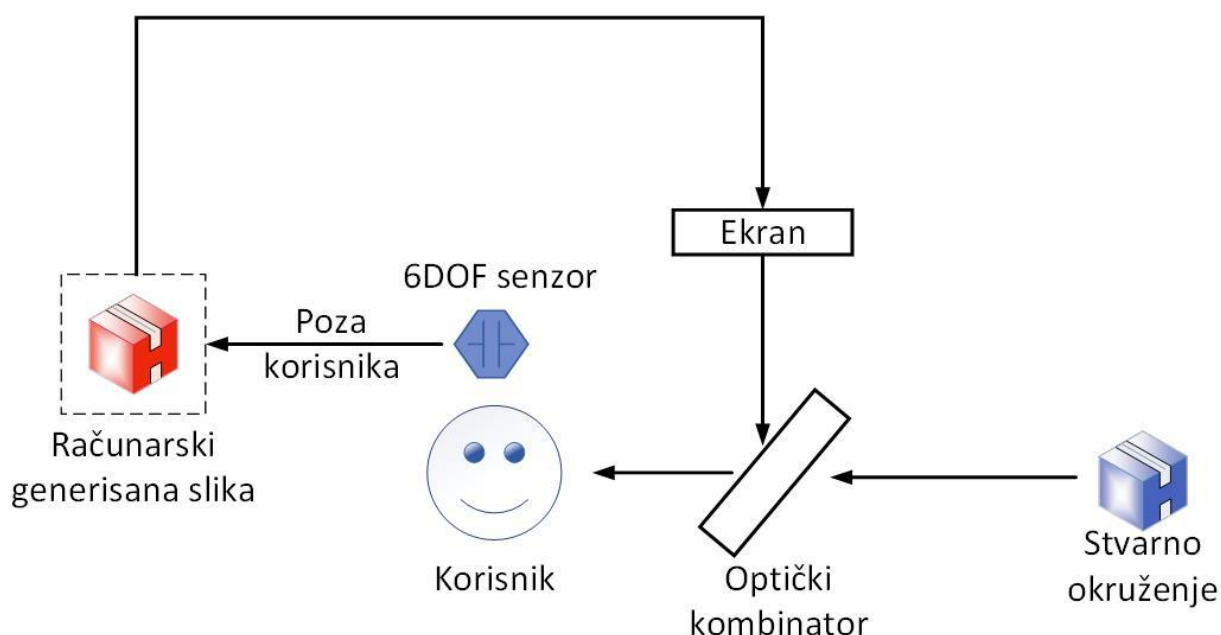 Ekran
6DOF senzor
Poza
korisnika
Računarski
generisana slika
Korisnik
Optički
kombinator
Stvarno
okruženje